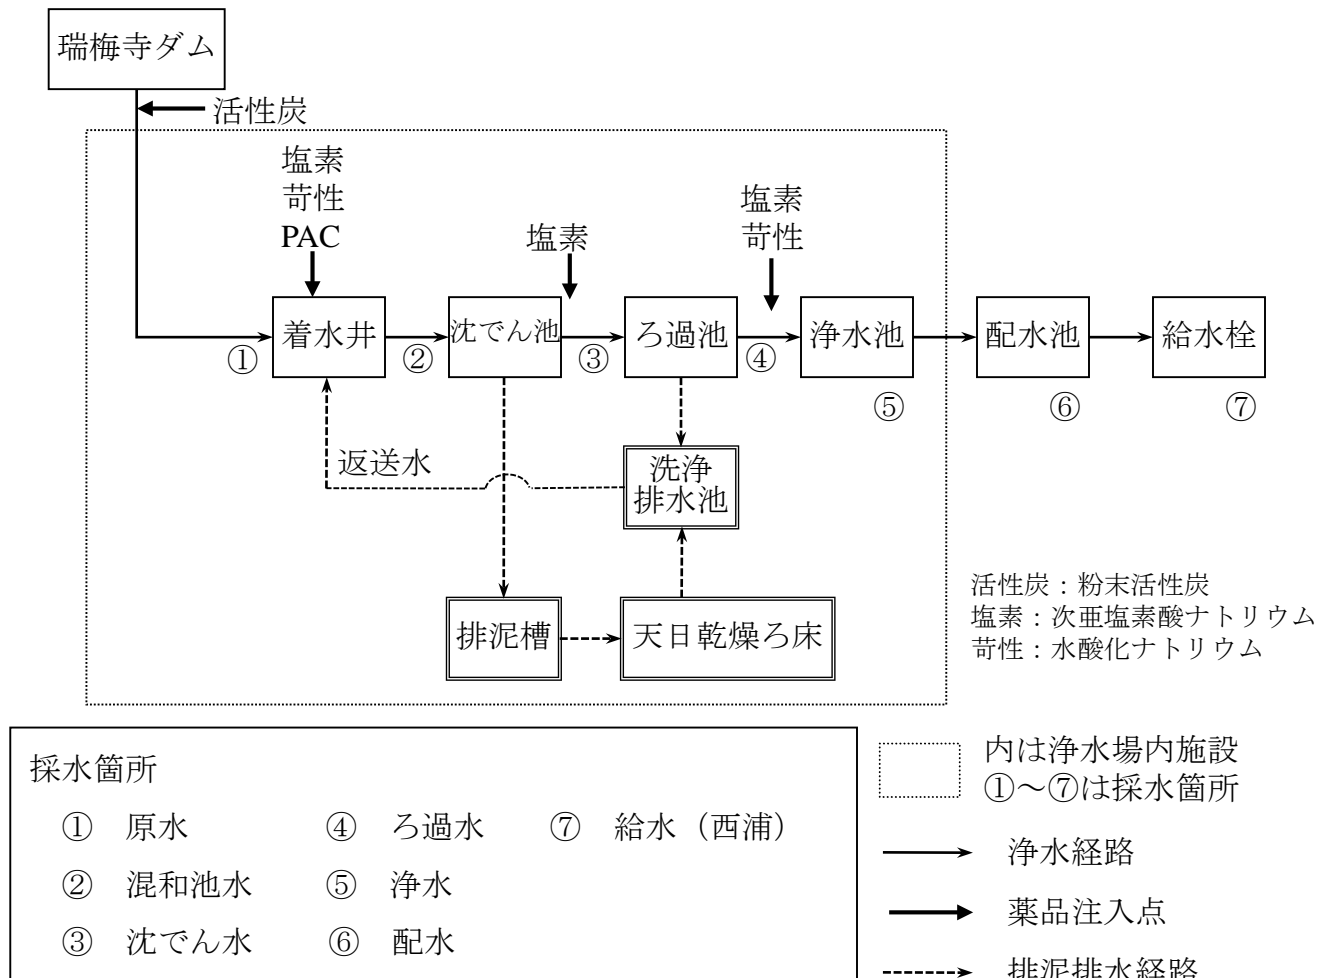 瑞梅寺ダム
活性炭
塩素
苛性
PAC
塩素
塩素
苛性
着水井
沈でん池
ろ過池
浄水池
配水池
給水栓
①
②
③
④
⑤
⑥
⑦
返送水
洗浄
排水池
排泥槽
天日乾燥ろ床
活性炭：粉末活性炭
塩素：次亜塩素酸ナトリウム
苛性：水酸化ナトリウム
採水箇所
① 原水 ④ ろ過水 ⑦ 給水（西浦）
② 混和池水 ⑤ 浄水
③ 沈でん水 ⑥ 配水
内は浄水場内施設
①～⑦は採水箇所
浄水経路
薬品注入点
排泥排水経路